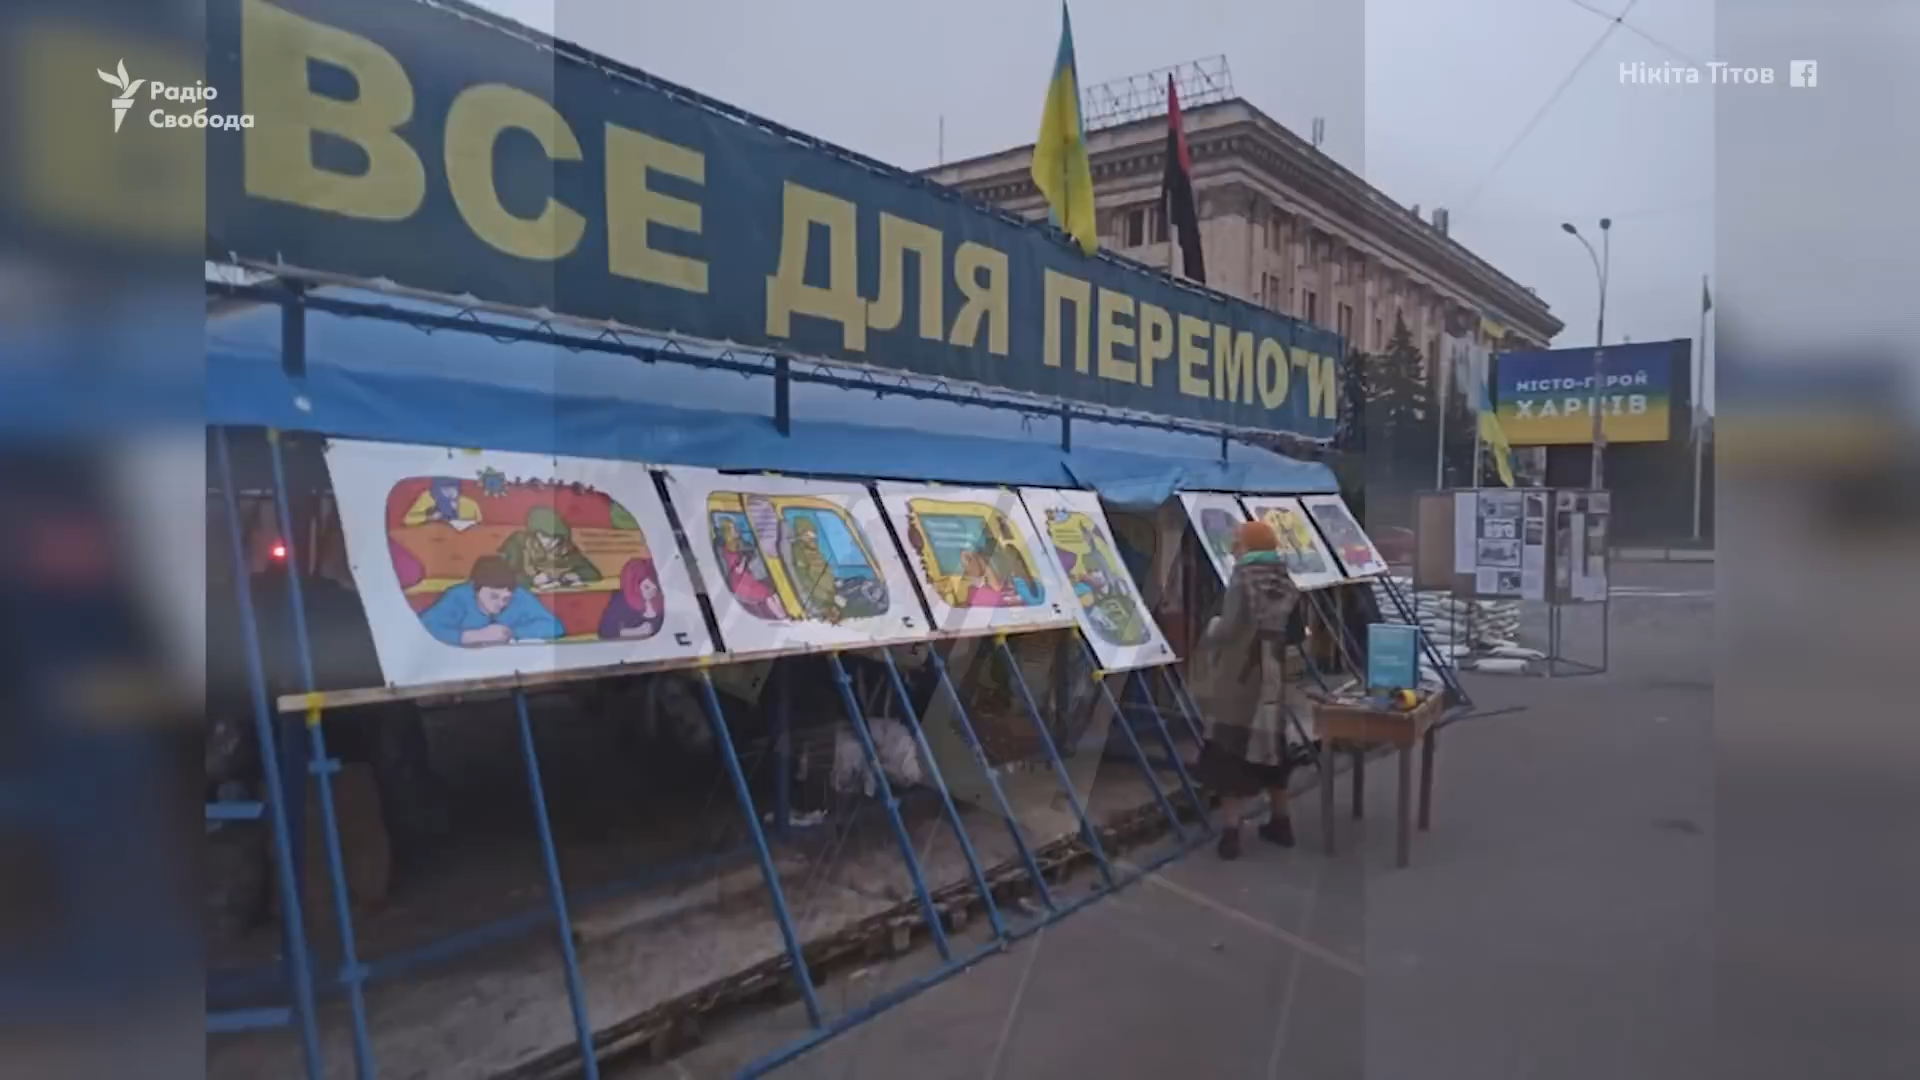 Радіо
Свобода
Нікіта Тітов
ВСЕ ДЛЯ ПЕРЕМОГИ
МІСТО-ГЕРОЙ
ХАРКІВ